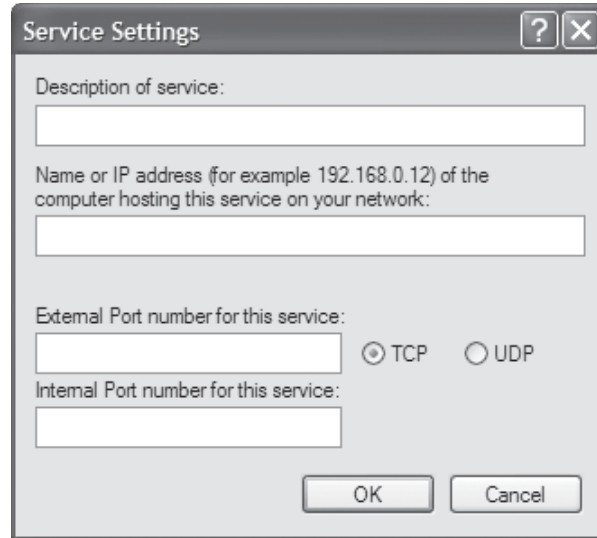 Service Settings
?
Description of service:
Name or IP address (for example 192.168.0.12) of the
computer hosting this service on your network:
External Port number for this service:
TCP
UDP
Internal Port number for this service:
OK
Cancel